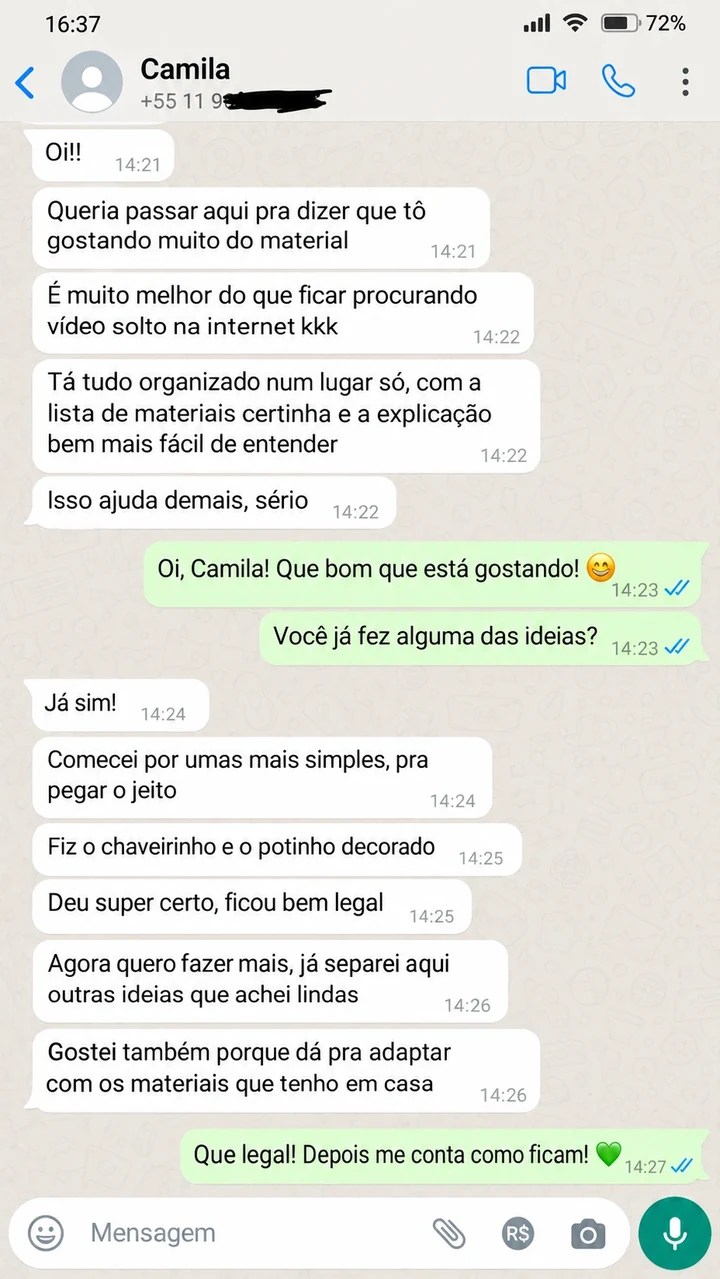 16:37
72%
Camila
+55 11 9
Oi!!
14:21
Queria passar aqui pra dizer que tô
gostando muito do material
14:21
É muito melhor do que ficar procurando
vídeo solto na internet kkk
14:22
Tá tudo organizado num lugar só, com a
lista de materiais certinha e a explicação
bem mais fácil de entender
14:22
Isso ajuda demais, sério
14:22
Oi, Camila! Que bom que está gostando! 😊
14:23
Você já fez alguma das ideias?
14:23
Já sim!
14:24
Comecei por umas mais simples, pra
pegar o jeito
14:24
Fiz o chaveirinho e o potinho decorado
14:25
Deu super certo, ficou bem legal
14:25
Agora quero fazer mais, já separei aqui
outras ideias que achei lindas
14:26
Gostei também porque dá pra adaptar
com os materiais que tenho em casa
14:26
Que legal! Depois me conta como ficam! 💚
14:27
Mensagem
R$